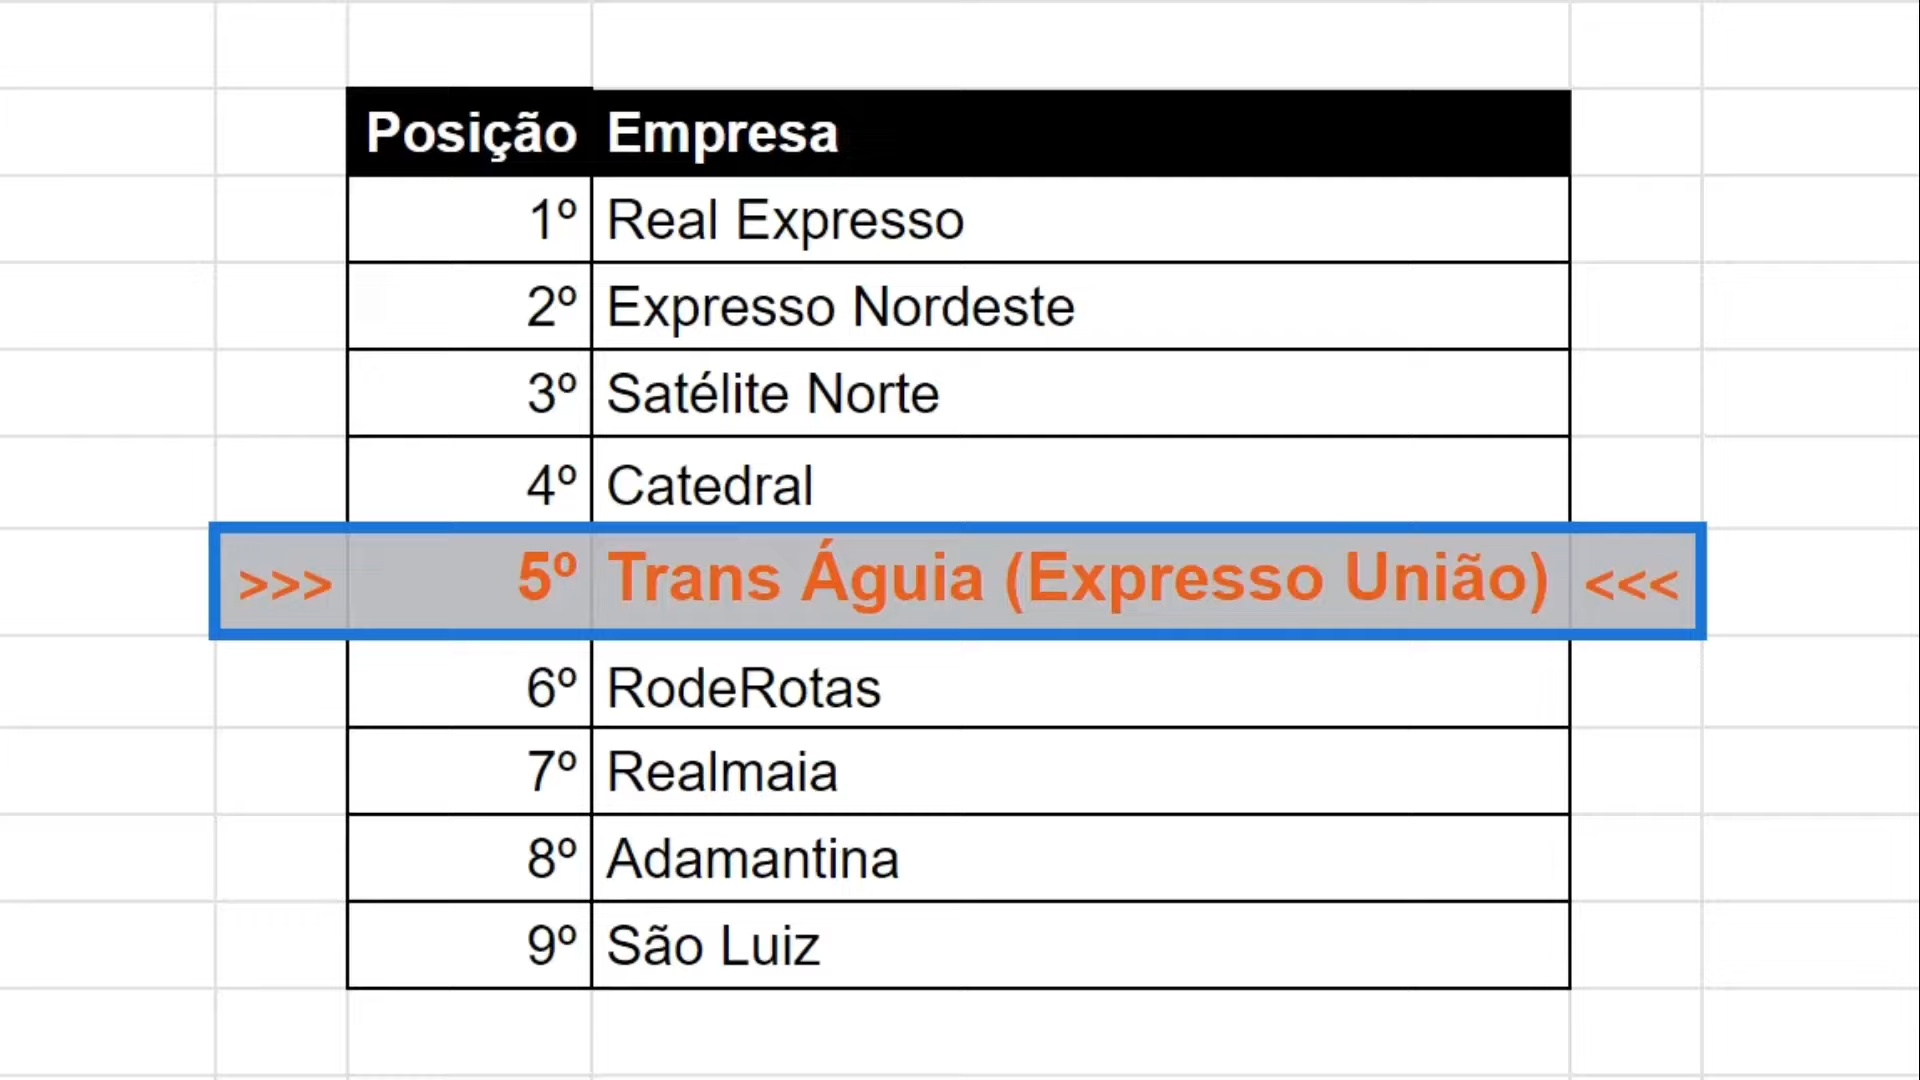 Posição Empresa
1º Real Expresso
2º Expresso Nordeste
3º Satélite Norte
4º Catedral
>>> 5º Trans Águia (Expresso União) <<<
6º RodeRotas
7º Realmaia
8º Adamantina
9º São Luiz